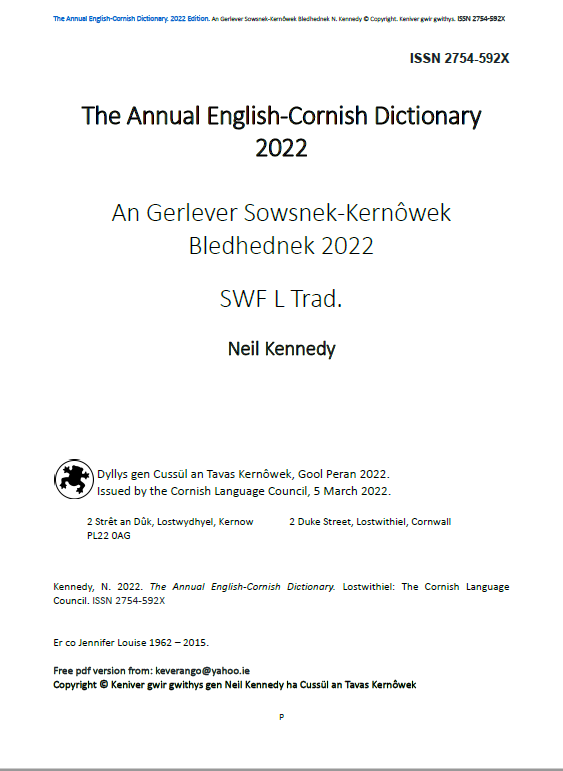 The Annual English-Cornish Dictionary. 2022 Edition. An Gerlever Sowsnek-Kernôwek Bledhednek N. Kennedy © Copyright. Keniver gwir gwithys. ISSN 2754-592X
ISSN 2754-592X
The Annual English-Cornish Dictionary
2022
An Gerlever Sowsnek-Kernôwek
Bledhednek 2022
SWF L Trad.
Neil Kennedy
Dyllys gen Cussül an Tavas Kernôwek, Gool Peran 2022.
Issued by the Cornish Language Council, 5 March 2022.
2 Strêt an Dûk, Lostwydhyel, Kernow 2 Duke Street, Lostwithiel, Cornwall
PL22 0AG
Kennedy, N. 2022. The Annual English-Cornish Dictionary. Lostwithiel: The Cornish Language
Council. ISSN 2754-592X
Er co Jennifer Louise 1962 – 2015.
Free pdf version from: keverango@yahoo.ie
Copyright © Keniver gwir gwithys gen Neil Kennedy ha Cussül an Tavas Kernôwek
P